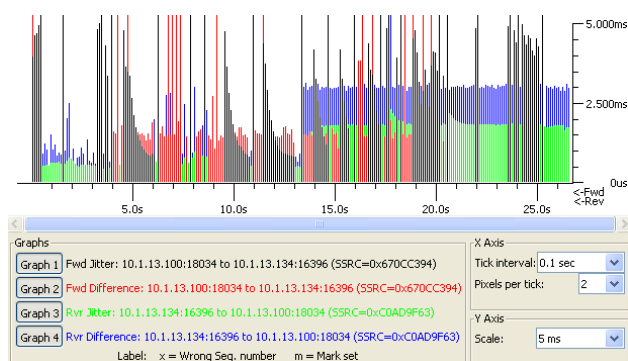 5.000ms
2.500ms
0us
<-Fwd
<-Rev
5.0s 10.0s 15.0s 20.0s 25.0s
Graphs
Graph 1 Fwd Jitter: 10.1.13.100:18034 to 10.1.13.134:16396 (SSRC=0x670CC394)
Graph 2 Fwd Difference: 10.1.13.100:18034 to 10.1.13.134:16396 (SSRC=0x670CC394)
Graph 3 Rvr Jitter: 10.1.13.134:16396 to 10.1.13.100:18034 (SSRC=0xC0AD9F63)
Graph 4 Rvr Difference: 10.1.13.134:16396 to 10.1.13.100:18034 (SSRC=0xC0AD9F63)
Label: x = Wrong Seq. number m = Mark set
X Axis
Tick interval: 0.1 sec
Pixels per tick: 2
Y Axis
Scale: 5 ms